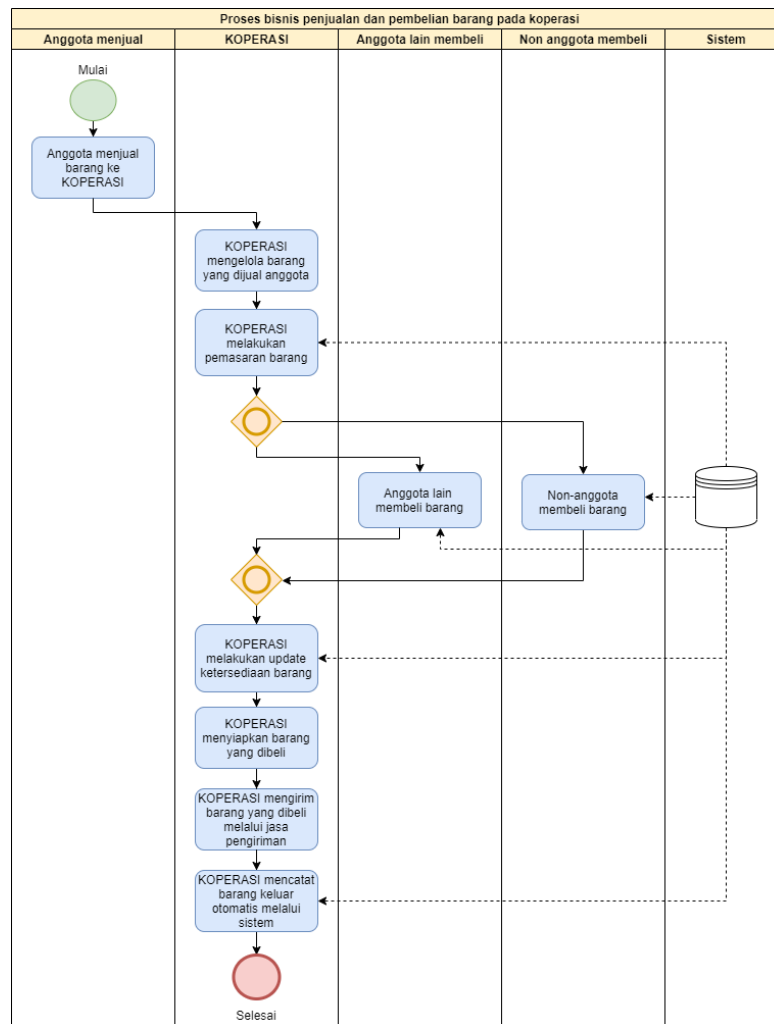 Proses bisnis penjualan dan pembelian barang pada koperasi
Anggota menjual
KOPERASI
Anggota lain membeli
Non anggota membeli
Sistem
Mulai
Anggota menjual
barang ke
KOPERASI
KOPERASI
mengelola barang
yang dijual anggota
KOPERASI
melakukan
pemasaran barang
Anggota lain
membeli barang
Non-anggota
membeli barang
KOPERASI
melakukan update
ketersediaan barang
KOPERASI
menyiapkan barang
yang dibeli
KOPERASI mengirim
barang yang dibeli
melalui jasa
pengiriman
KOPERASI mencatat
barang keluar
otomatis melalui
sistem
Selesai